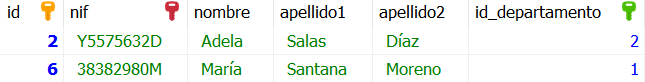 id nif nombre apellido1 apellido2 id_departamento
2 Y5575632D Adela Salas Díaz 2
6 38382980M María Santana Moreno 1